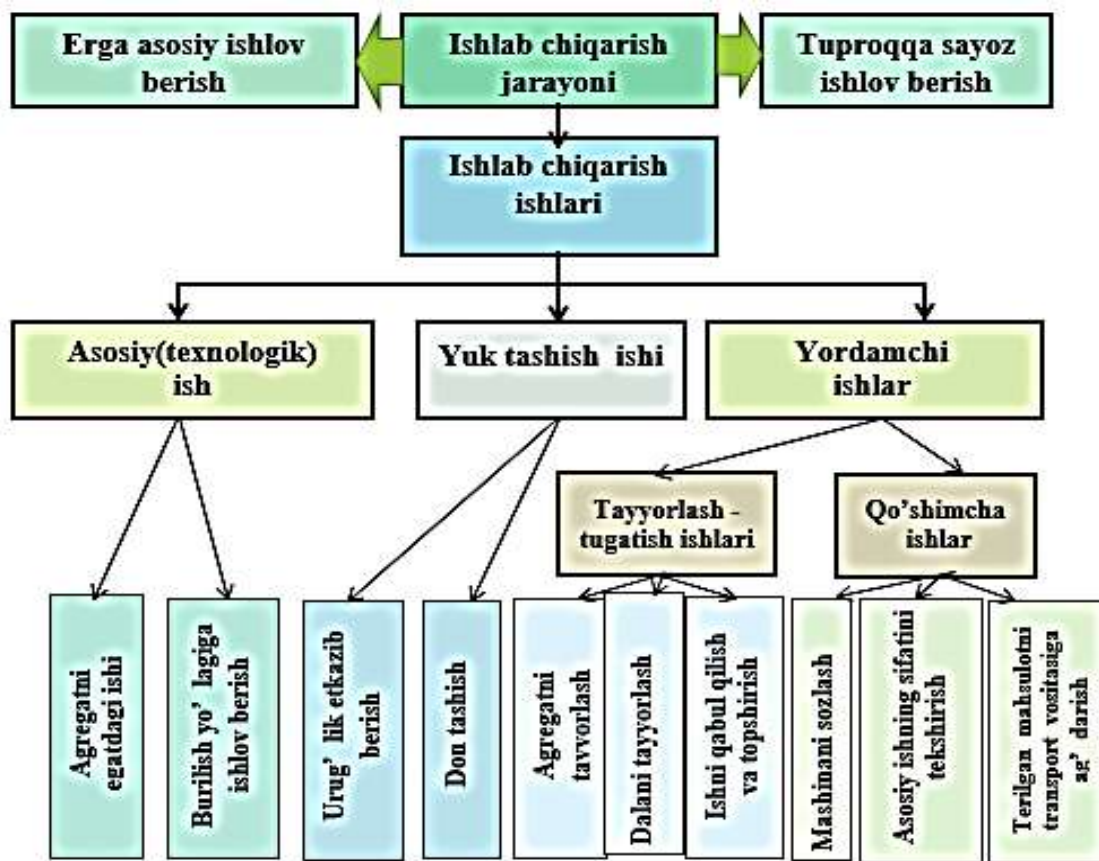 Erga asosiy ishlov
berish
Ishlab chiqarish
jarayoni
Tuproqqa sayoz
ishlov berish
Ishlab chiqarish
ishlari
Asosiy(texnologik)
ish
Yuk tashish ishi
Yordamchi
ishlar
Tayyorlash -
tugatish ishlari
Qo’shimcha
ishlar
Agregatni
egatdagi ishi
Burilish yo’ lagiga
ishlov berish
Urug’ lik etkazib
berish
Don tashish
Agregatni
tavvorlash
Dalani tayyorlash
Ishni qabul qilish
va topshirish
Mashinani sozlash
Asosiy ishning sifatini
tekshirish
Terilgan mahsulotni
transport vositasiga
ag’ darish